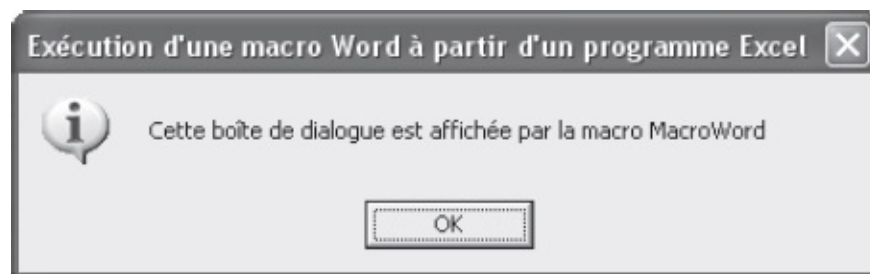 Exécution d'une macro Word à partir d'un programme Excel
Cette boîte de dialogue est affichée par la macro MacroWord
OK